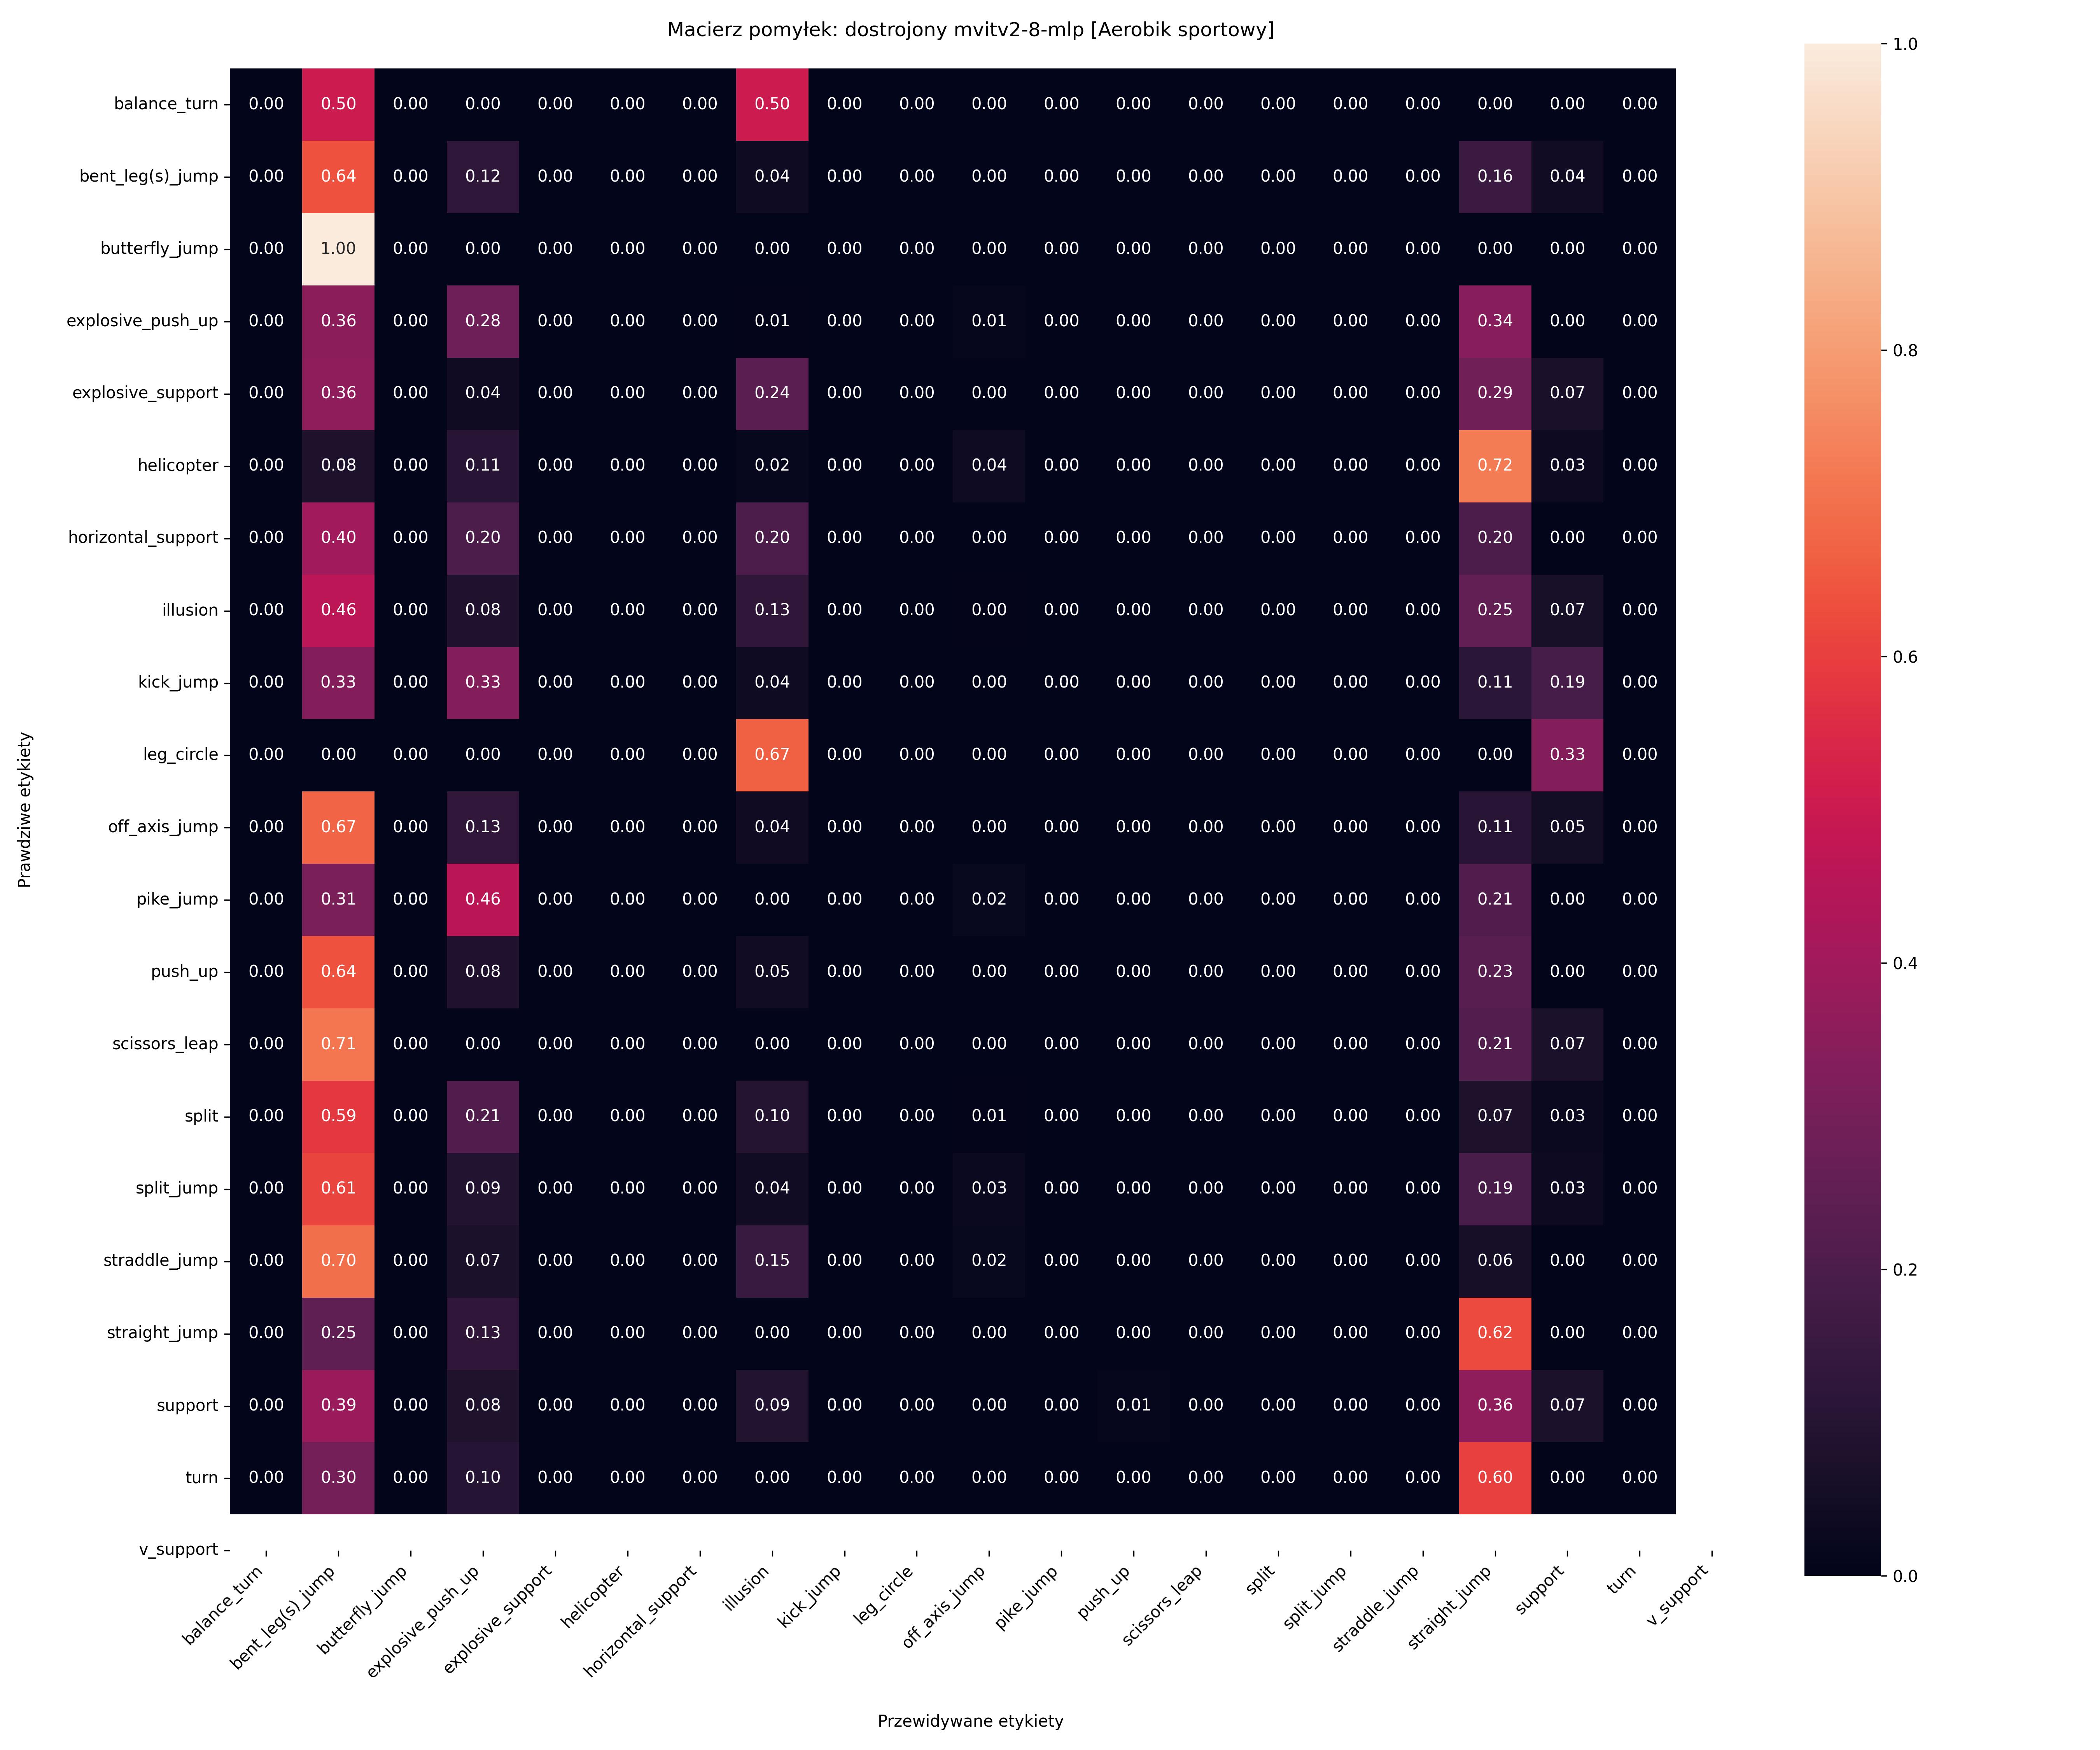 Macierz pomyłek: dostrojony mvitv2-8-mlp [Aerobik sportowy]
1.0
balance_turn 0.00 0.50 0.00 0.00 0.00 0.00 0.00 0.50 0.00 0.00 0.00 0.00 0.00 0.00 0.00 0.00 0.00 0.00 0.00 0.00
bent_leg(s)_jump 0.00 0.64 0.00 0.12 0.00 0.00 0.00 0.04 0.00 0.00 0.00 0.00 0.00 0.00 0.00 0.00 0.00 0.16 0.04 0.00
butterfly_jump 0.00 1.00 0.00 0.00 0.00 0.00 0.00 0.00 0.00 0.00 0.00 0.00 0.00 0.00 0.00 0.00 0.00 0.00 0.00 0.00
explosive_push_up 0.00 0.36 0.00 0.28 0.00 0.00 0.00 0.01 0.00 0.00 0.01 0.00 0.00 0.00 0.00 0.00 0.00 0.34 0.00 0.00
0.8
explosive_support 0.00 0.36 0.00 0.04 0.00 0.00 0.00 0.24 0.00 0.00 0.00 0.00 0.00 0.00 0.00 0.00 0.00 0.29 0.07 0.00
helicopter 0.00 0.08 0.00 0.11 0.00 0.00 0.00 0.02 0.00 0.00 0.04 0.00 0.00 0.00 0.00 0.00 0.00 0.72 0.03 0.00
horizontal_support 0.00 0.40 0.00 0.20 0.00 0.00 0.00 0.20 0.00 0.00 0.00 0.00 0.00 0.00 0.00 0.00 0.00 0.20 0.00 0.00
illusion 0.00 0.46 0.00 0.08 0.00 0.00 0.00 0.13 0.00 0.00 0.00 0.00 0.00 0.00 0.00 0.00 0.00 0.25 0.07 0.00
0.6
kick_jump 0.00 0.33 0.00 0.33 0.00 0.00 0.00 0.04 0.00 0.00 0.00 0.00 0.00 0.00 0.00 0.00 0.00 0.11 0.19 0.00
leg_circle 0.00 0.00 0.00 0.00 0.00 0.00 0.00 0.67 0.00 0.00 0.00 0.00 0.00 0.00 0.00 0.00 0.00 0.00 0.33 0.00
Prawdziwe etykiety
off_axis_jump 0.00 0.67 0.00 0.13 0.00 0.00 0.00 0.04 0.00 0.00 0.00 0.00 0.00 0.00 0.00 0.00 0.00 0.11 0.05 0.00
pike_jump 0.00 0.31 0.00 0.46 0.00 0.00 0.00 0.00 0.00 0.00 0.02 0.00 0.00 0.00 0.00 0.00 0.00 0.21 0.00 0.00
0.4
push_up 0.00 0.64 0.00 0.08 0.00 0.00 0.00 0.05 0.00 0.00 0.00 0.00 0.00 0.00 0.00 0.00 0.00 0.23 0.00 0.00
scissors_leap 0.00 0.71 0.00 0.00 0.00 0.00 0.00 0.00 0.00 0.00 0.00 0.00 0.00 0.00 0.00 0.00 0.00 0.21 0.07 0.00
split 0.00 0.59 0.00 0.21 0.00 0.00 0.00 0.10 0.00 0.00 0.01 0.00 0.00 0.00 0.00 0.00 0.00 0.07 0.03 0.00
split_jump 0.00 0.61 0.00 0.09 0.00 0.00 0.00 0.04 0.00 0.00 0.03 0.00 0.00 0.00 0.00 0.00 0.00 0.19 0.03 0.00
straddle_jump 0.00 0.70 0.00 0.07 0.00 0.00 0.00 0.15 0.00 0.00 0.02 0.00 0.00 0.00 0.00 0.00 0.00 0.06 0.00 0.00
0.2
straight_jump 0.00 0.25 0.00 0.13 0.00 0.00 0.00 0.00 0.00 0.00 0.00 0.00 0.00 0.00 0.00 0.00 0.00 0.62 0.00 0.00
support 0.00 0.39 0.00 0.08 0.00 0.00 0.00 0.09 0.00 0.00 0.00 0.00 0.01 0.00 0.00 0.00 0.00 0.36 0.07 0.00
turn 0.00 0.30 0.00 0.10 0.00 0.00 0.00 0.00 0.00 0.00 0.00 0.00 0.00 0.00 0.00 0.00 0.00 0.60 0.00 0.00
v_support
0.0
balance_turn
bent_leg(s)_jump
butterfly_jump
explosive_push_up
explosive_support
helicopter
horizontal_support
illusion
kick_jump
leg_circle
off_axis_jump
pike_jump
push_up
scissors_leap
split
split_jump
straddle_jump
straight_jump
support
turn
v_support
Przewidywane etykiety